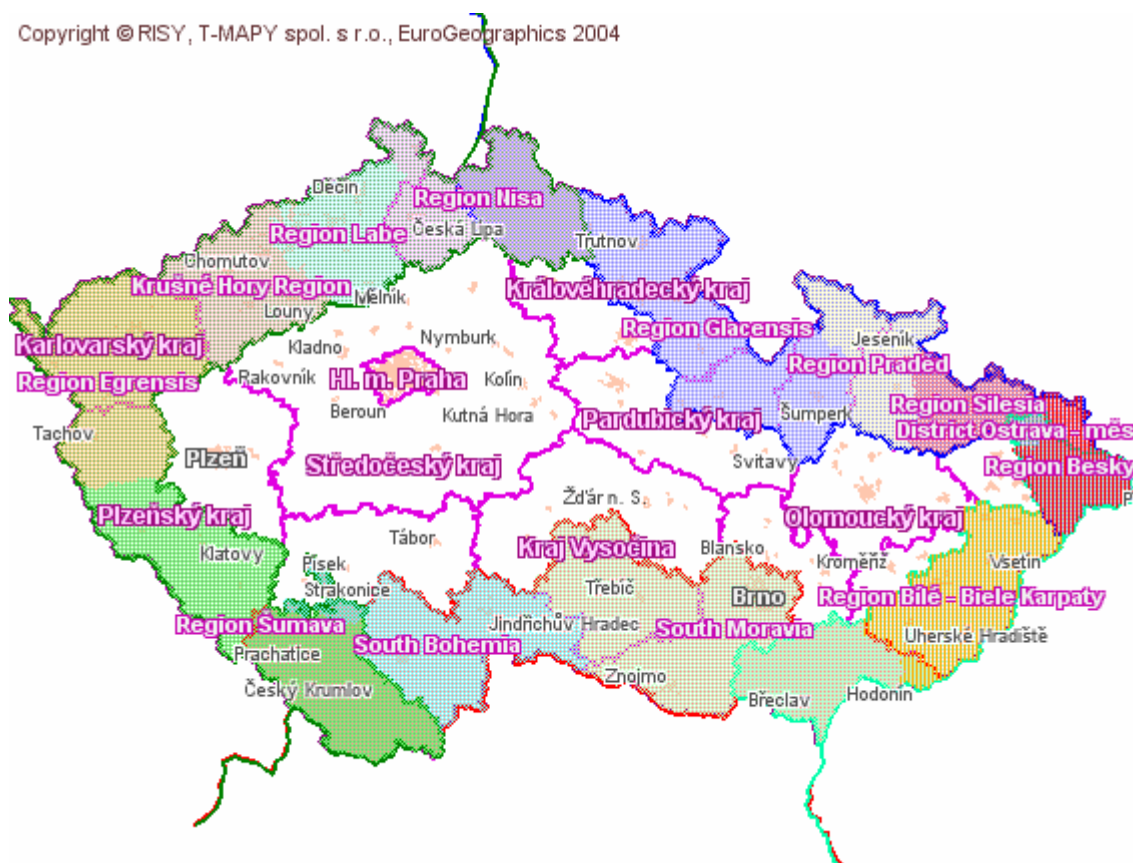 Copyright © RISY, T-MAPY spol. s r.o., EuroGeographics 2004
Děčín
Region Nisa
Region Labe
Česká Lípa
Trutnov
Chomutov
Krušné Hory Region
Královéhradecký kraj
Mělník
Louny
Nymburk
Region Glacensis
Jeseník
Karlovarský kraj
Kladno
Region Praděd
Region Egrensis
Rakovník
Hl. m. Praha
Kolín
Beroun
Kutná Hora
Pardubický kraj
Šumperk
Region Silesia
District Ostrava - měs
Tachov
Plzeň
Středočeský kraj
Svitavy
Region Besky
Žďár n. S.
P
Plzeňský kraj
Olomoucký kraj
Klatovy
Tábor
Kraj Vysočina
Blansko
Kroměříž
Vsetín
Písek
Strakonice
Třebíč
Brno
Region Bílé - Biele Karpaty
Region Šumava
Jindřichův Hradec
South Moravia
South Bohemia
Uherské Hradiště
Prachatice
Znojmo
Český Krumlov
Břeclav
Hodonín